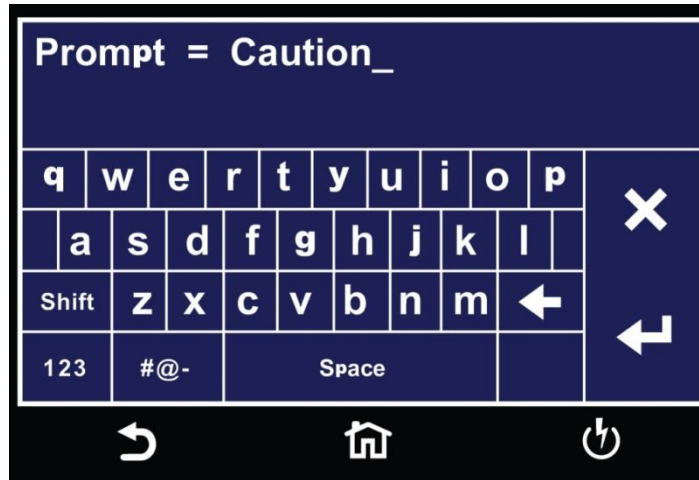 Prompt = Caution_
q w e r t y u i o p
a s d f g h j k l
Shift z x c v b n m
123 #@- Space